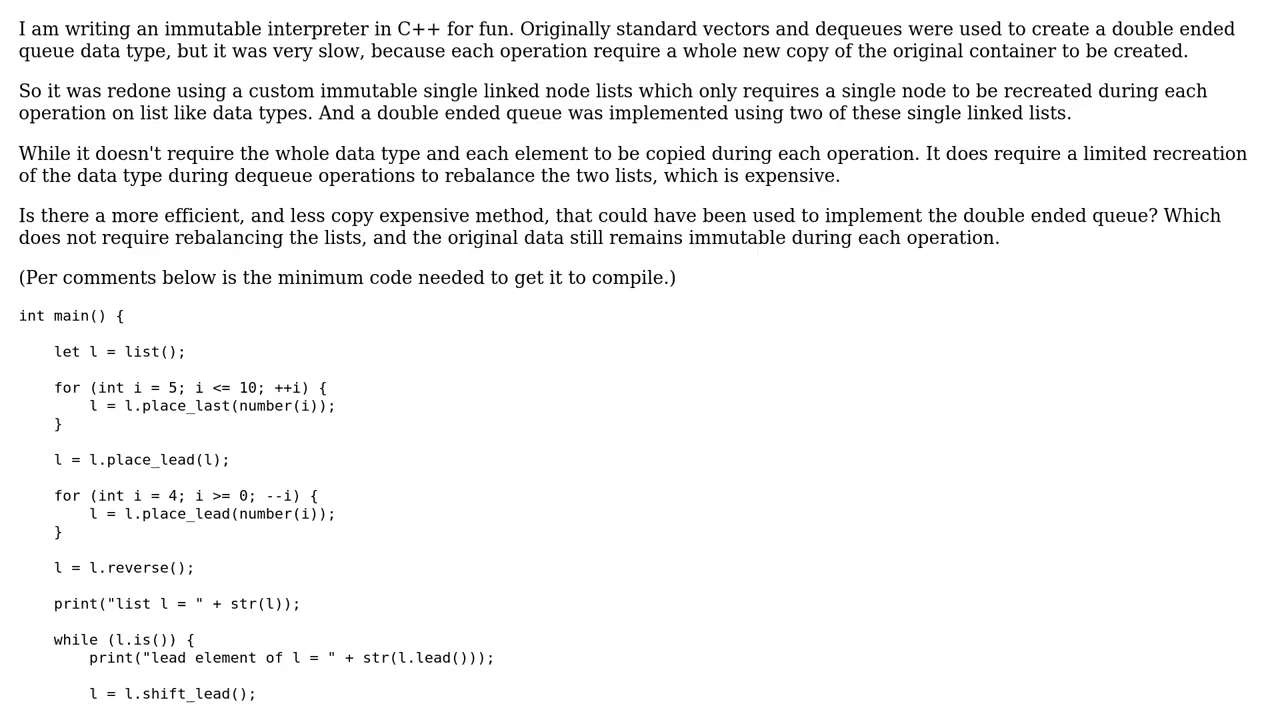 I am writing an immutable interpreter in C++ for fun. Originally standard vectors and dequeues were used to create a double ended
queue data type, but it was very slow, because each operation require a whole new copy of the original container to be created.
So it was redone using a custom immutable single linked node lists which only requires a single node to be recreated during each
operation on list like data types. And a double ended queue was implemented using two of these single linked lists.
While it doesn't require the whole data type and each element to be copied during each operation. It does require a limited recreation
of the data type during dequeue operations to rebalance the two lists, which is expensive.
Is there a more efficient, and less copy expensive method, that could have been used to implement the double ended queue? Which
does not require rebalancing the lists, and the original data still remains immutable during each operation.
(Per comments below is the minimum code needed to get it to compile.)
int main() {
    let l = list();
    for (int i = 5; i <= 10; ++i) {
        l = l.place_last(number(i));
    }
    l = l.place_lead(l);
    for (int i = 4; i >= 0; --i) {
        l = l.place_lead(number(i));
    }
    l = l.reverse();
    print("list l = " + str(l));
    while (l.is()) {
        print("lead element of l = " + str(l.lead()));
        l = l.shift_lead();